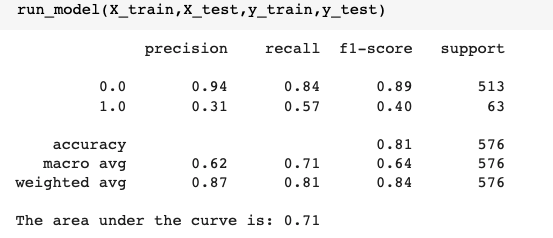 run_model(X_train,X_test,y_train,y_test)
precision recall f1-score support
0.0 0.94 0.84 0.89 513
1.0 0.31 0.57 0.40 63
accuracy 0.81 576
macro avg 0.62 0.71 0.64 576
weighted avg 0.87 0.81 0.84 576
The area under the curve is: 0.71